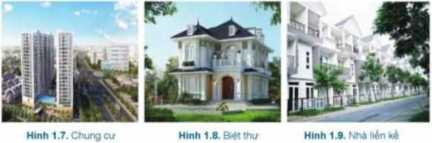 Hình 1.7. Chung cư
Hình 1.8. Biệt thự
Hình 1.9. Nhà liền kề